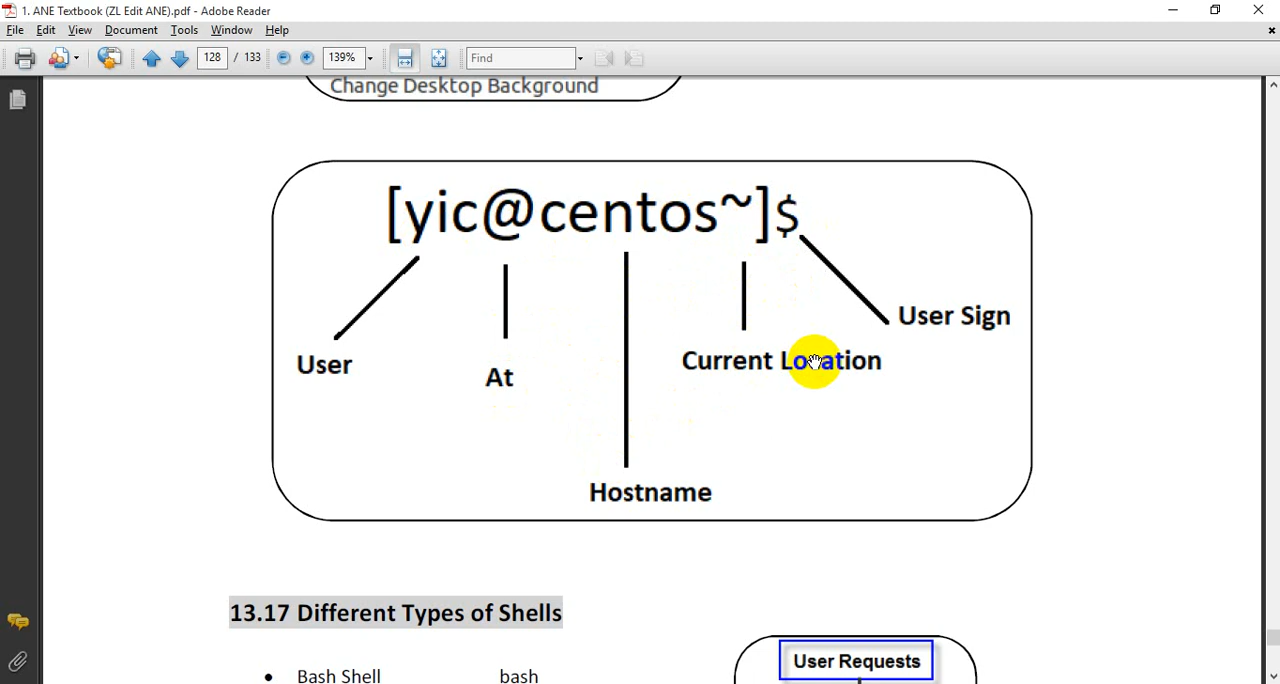 1. ANE Textbook (ZL Edit ANE).pdf - Adobe Reader
File Edit View Document Tools Window Help
128 / 133 139% Find
Change Desktop Background
[yic@centos~]$
User Sign
User
At
Current Location
Hostname
13.17 Different Types of Shells
• Bash Shell bash
User Requests